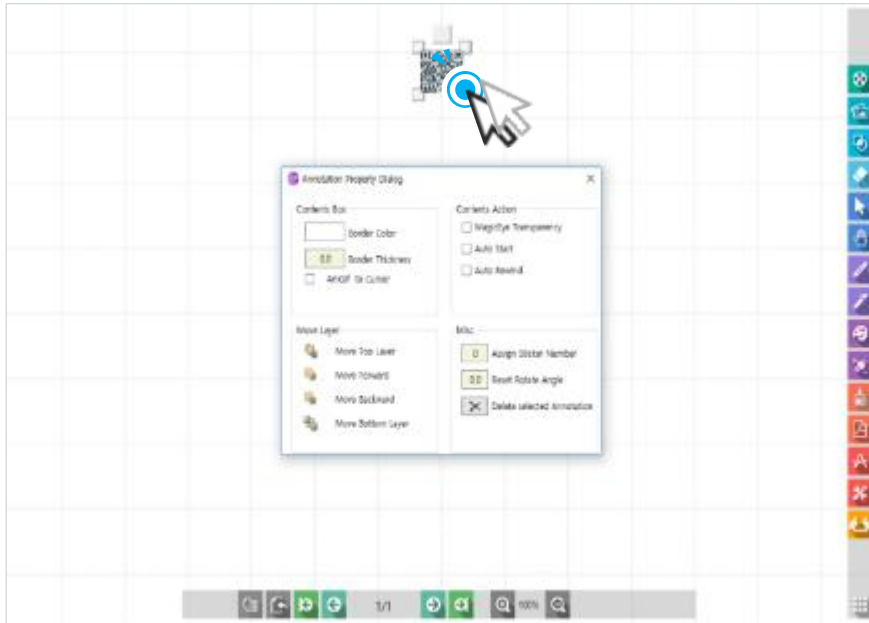 Annotation Property Dialog
Contents Box
Border Color
0.0 Border Thickness
Anchor To Cursor
Contents Action
MagicEye Transparency
Auto Start
Auto Rewind
Move Layer
Move Top Layer
Move Forward
Move Backward
Move Bottom Layer
Misc
0 Assign Sticker Number
0.0 Reset Rotate Angle
Delete selected Annotation
1/1
100%